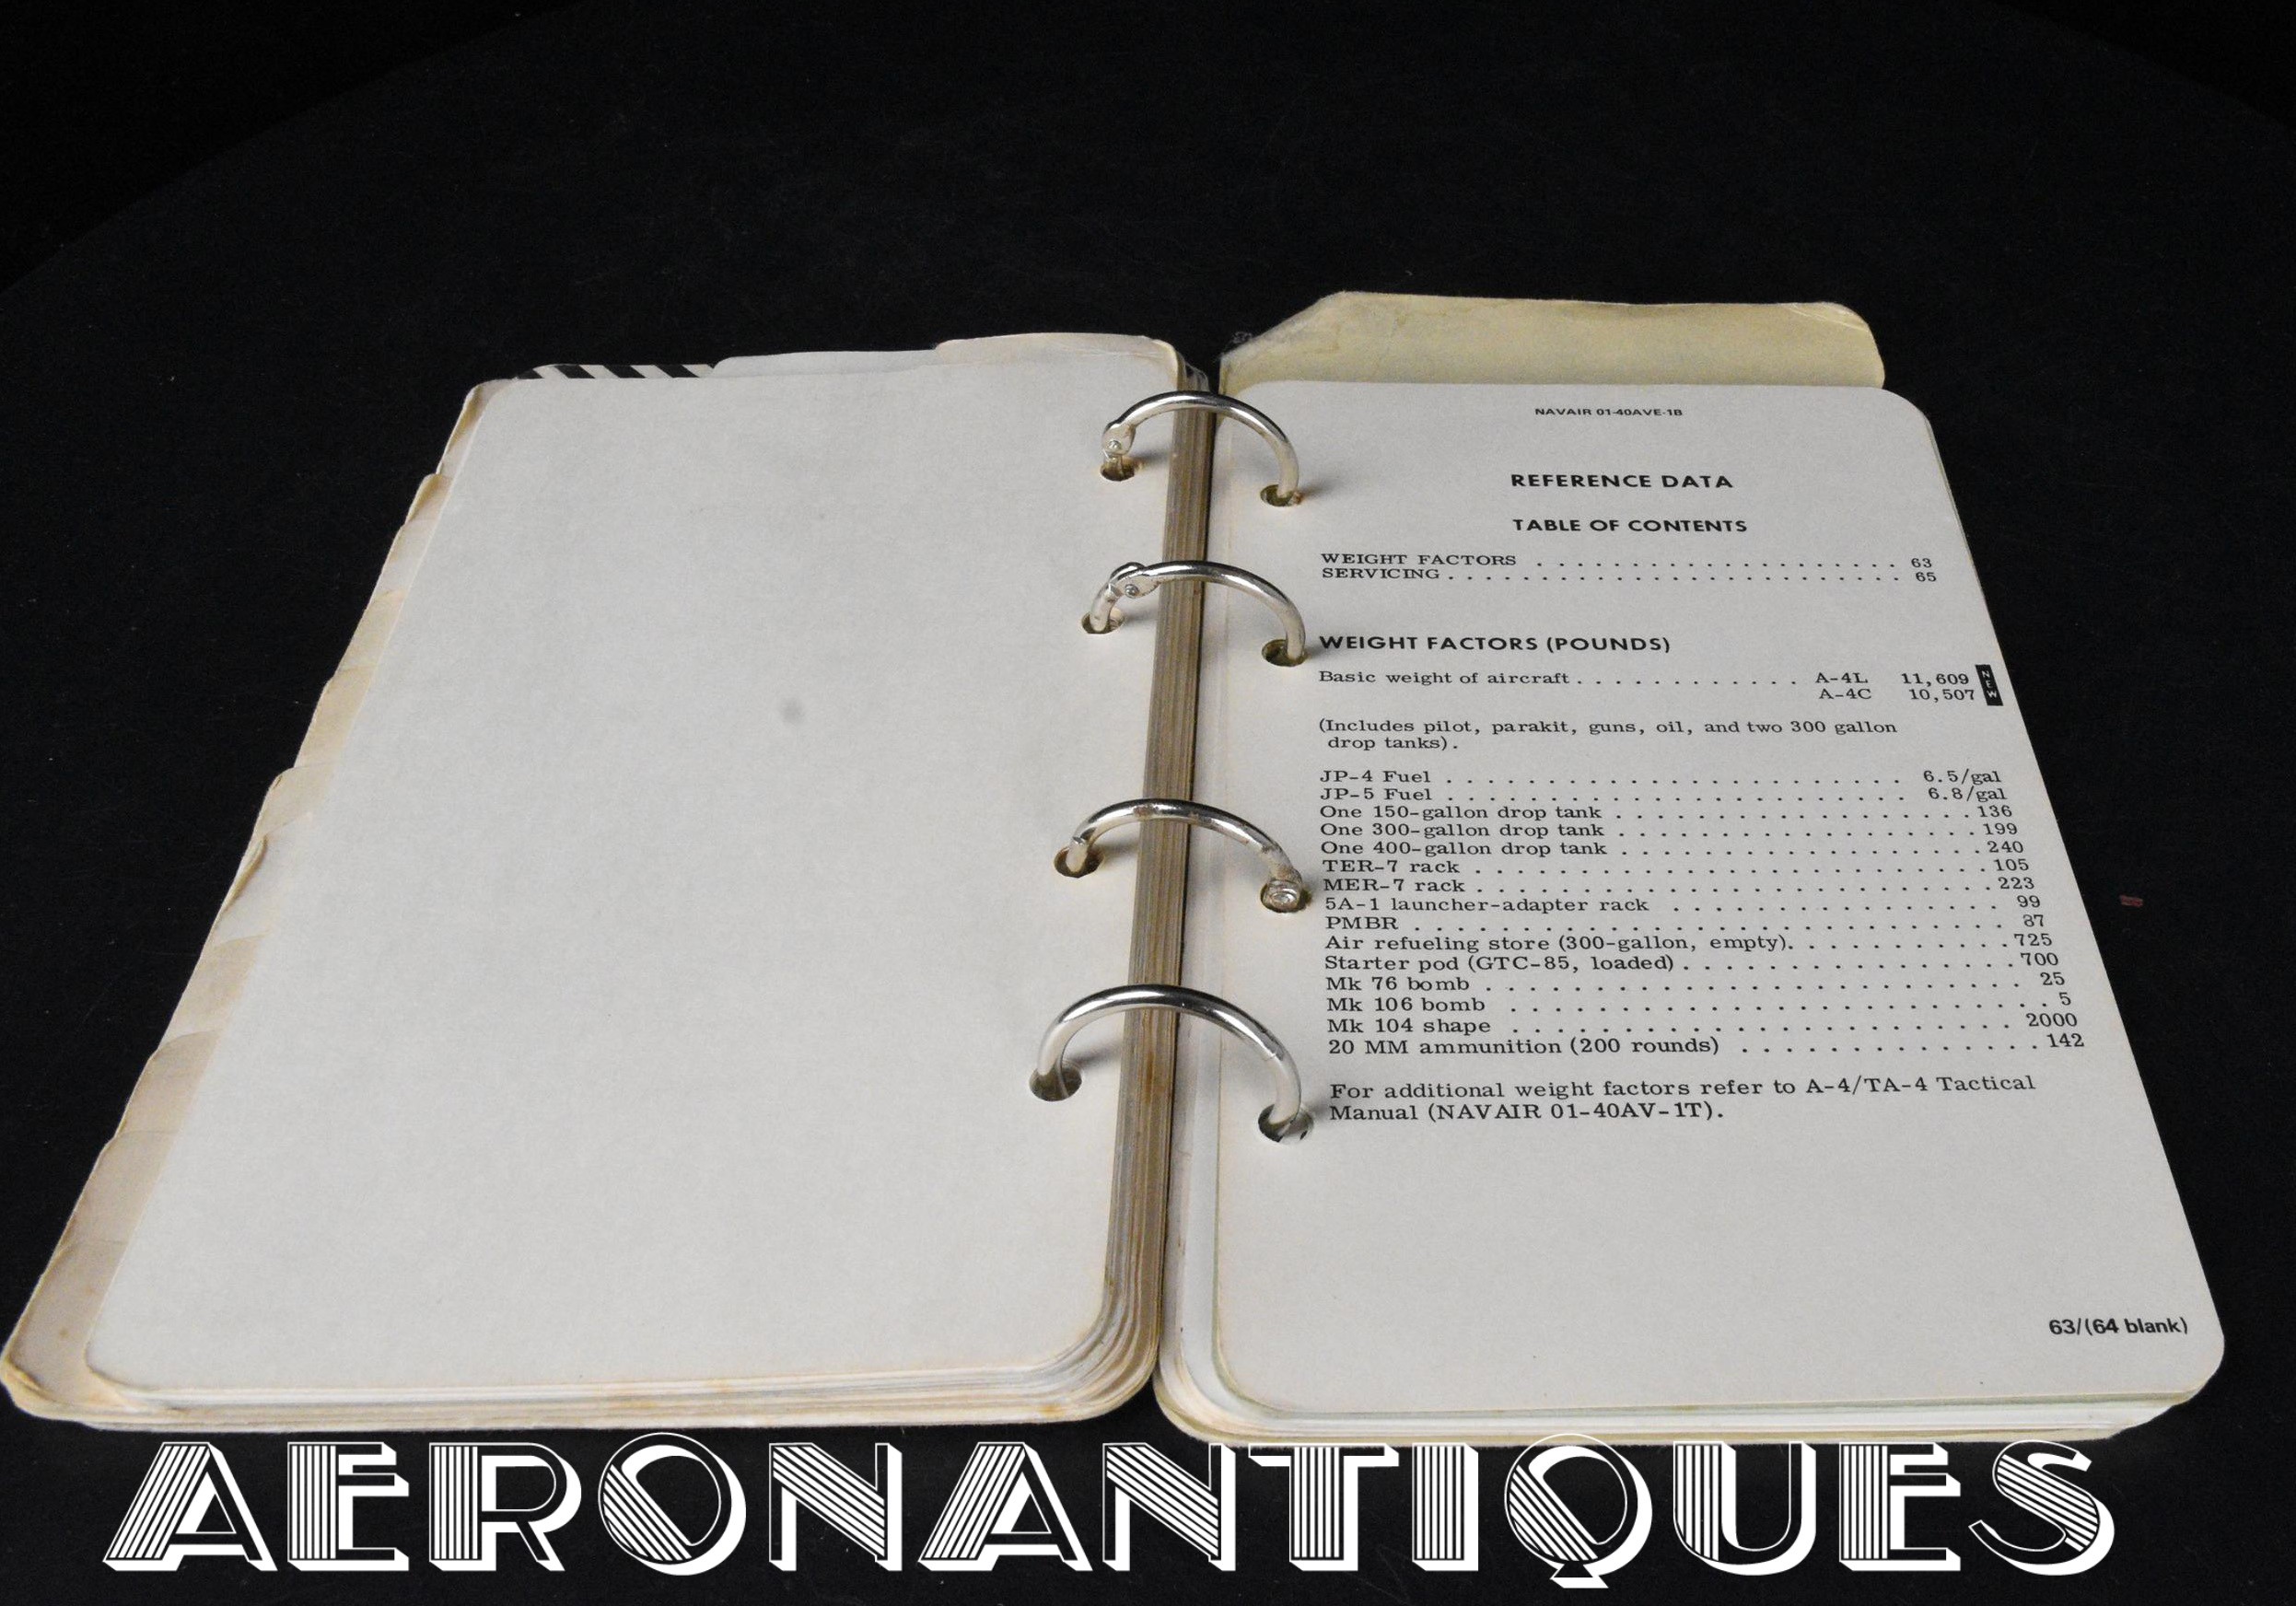 NAVAIR 01-40AVE-1B
REFERENCE DATA
TABLE OF CONTENTS
WEIGHT FACTORS . . . . . . . . . . . . . . . . . . . . 63
SERVICING . . . . . . . . . . . . . . . . . . . . . . . . 65
WEIGHT FACTORS (POUNDS)
Basic weight of aircraft . . . . . . . . . . . . . A-4L 11,609
A-4C 10,507
NEW
(Includes pilot, parakit, guns, oil, and two 300 gallon
drop tanks).
JP-4 Fuel . . . . . . . . . . . . . . . . . . . . . . . . 6.5/gal
JP-5 Fuel . . . . . . . . . . . . . . . . . . . . . . . . 6.8/gal
One 150-gallon drop tank . . . . . . . . . . . . . . . . . 136
One 300-gallon drop tank . . . . . . . . . . . . . . . . . 199
One 400-gallon drop tank . . . . . . . . . . . . . . . . . 240
TER-7 rack . . . . . . . . . . . . . . . . . . . . . . 105
MER-7 rack . . . . . . . . . . . . . . . . . . . . . . 223
5A-1 launcher-adapter rack . . . . . . . . . . . . . . . 99
PMBR . . . . . . . . . . . . . . . . . . . . . . . . 87
Air refueling store (300-gallon, empty). . . . . . . . . . 725
Starter pod (GTC-85, loaded) . . . . . . . . . . . . . . 700
Mk 76 bomb . . . . . . . . . . . . . . . . . . . . . . 25
Mk 106 bomb . . . . . . . . . . . . . . . . . . . . . . 5
Mk 104 shape . . . . . . . . . . . . . . . . . . . . . 2000
20 MM ammunition (200 rounds) . . . . . . . . . . . . . 142
For additional weight factors refer to A-4/TA-4 Tactical
Manual (NAVAIR 01-40AV-1T).
63/(64 blank)
AERONANTIQUES